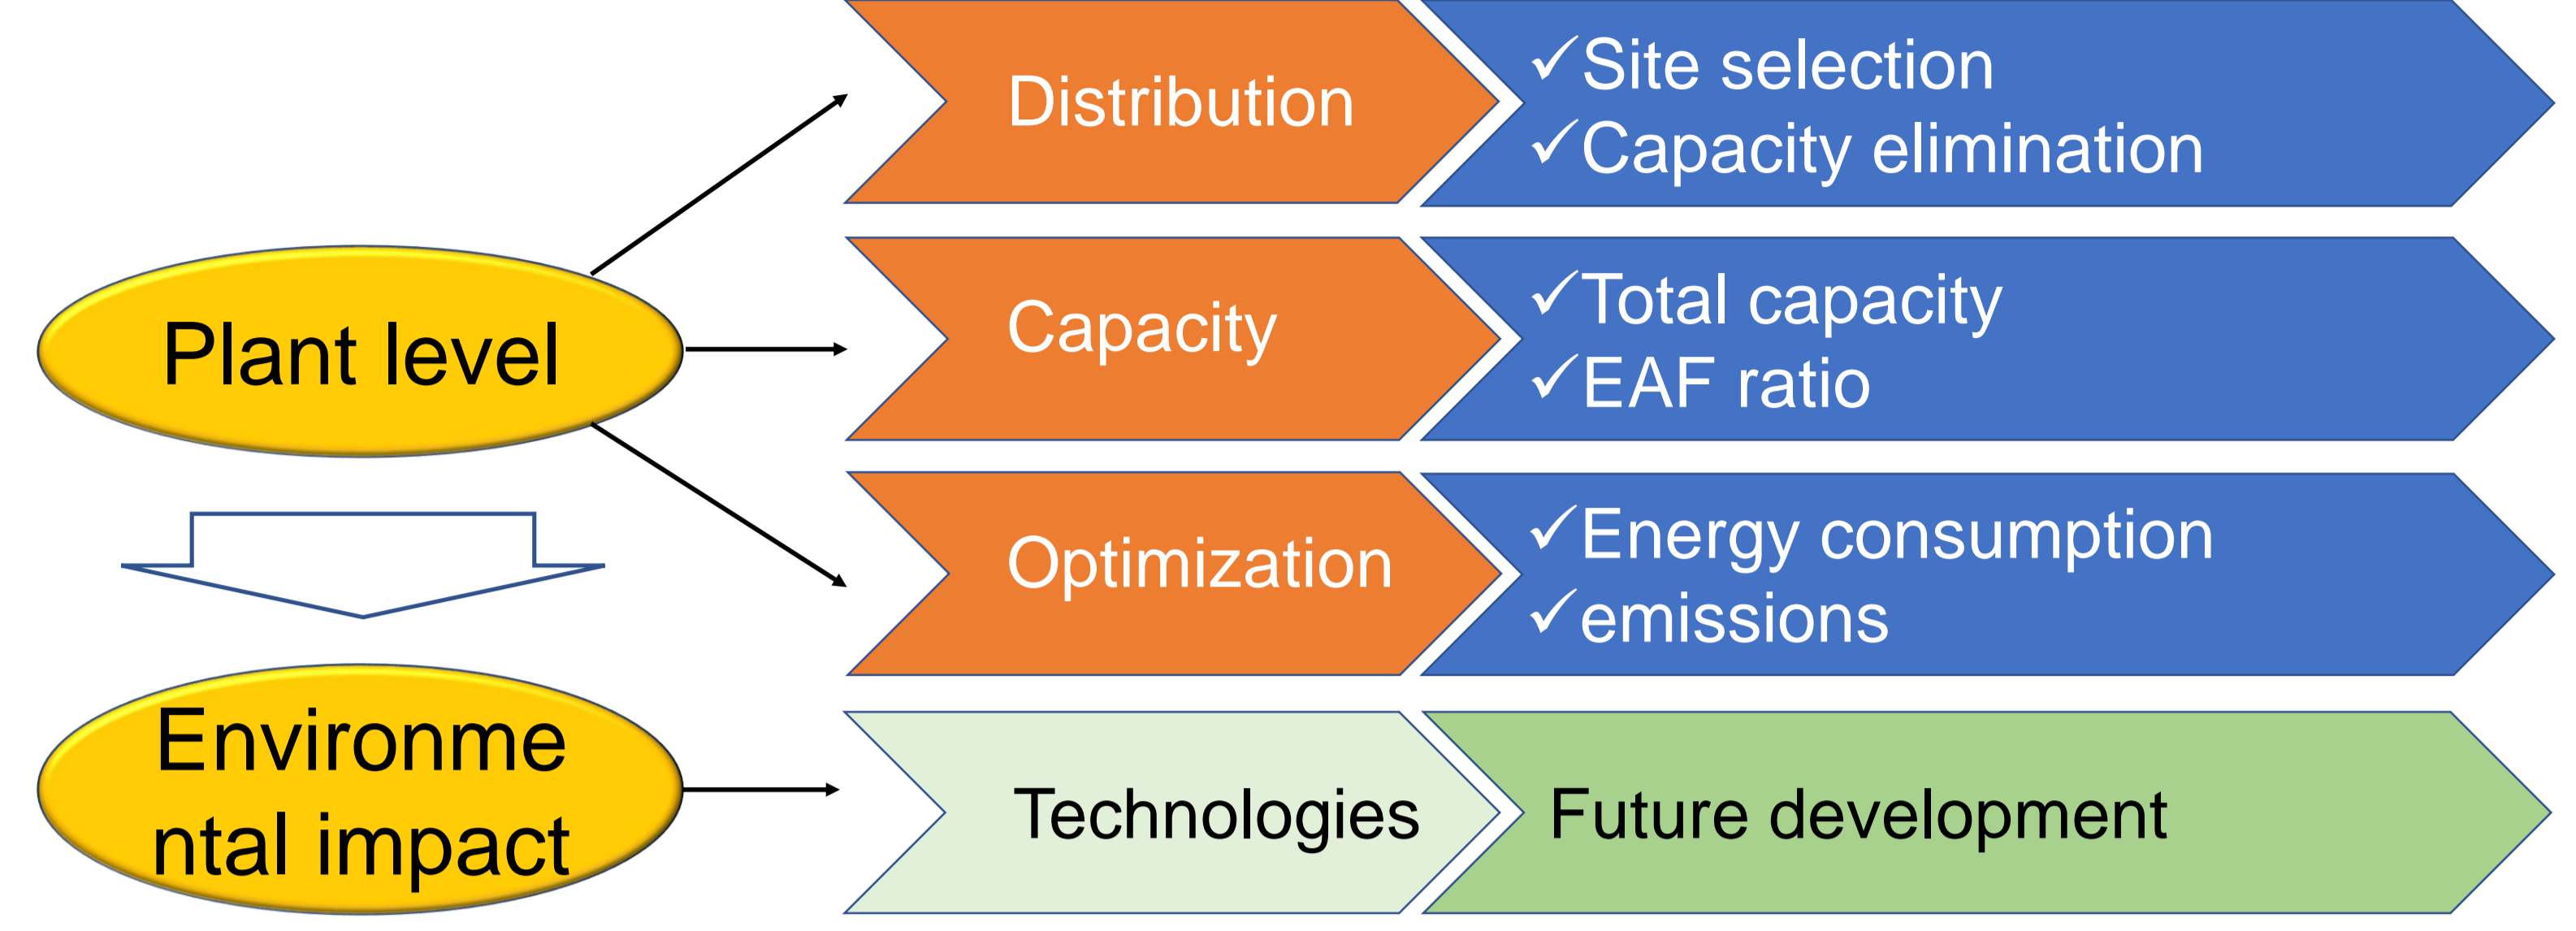 Plant level
Distribution
✓Site selection
✓Capacity elimination
Capacity
✓Total capacity
✓EAF ratio
Optimization
✓Energy consumption
✓emissions
Environme
ntal impact
Technologies
Future development